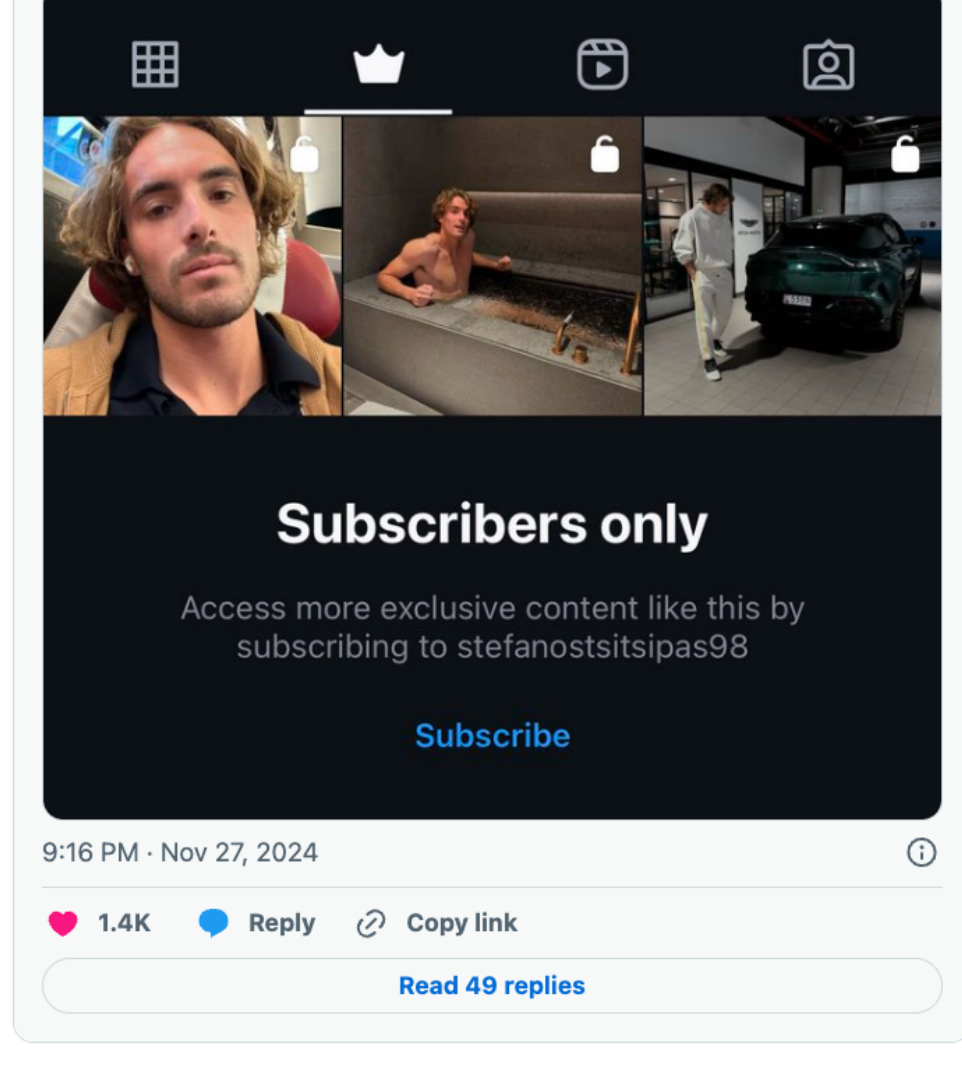 Subscribers only
Access more exclusive content like this by
subscribing to stefanostsitsipas98
Subscribe
9:16 PM · Nov 27, 2024
1.4K Reply Copy link
Read 49 replies